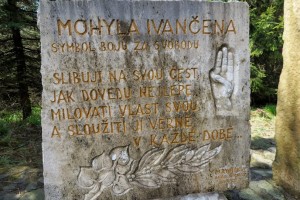 MOHYLA IVANČENA
SYMBOL BOJU ZA SVOBODU
SLIBUJI NA SVOU ČEST,
JAK DOVEDU NEJLÉPE,
MILOVATI VLAST SVOU
A SLOUŽITI JÍ VĚRNĚ
V KAŽDÉ DOBĚ...